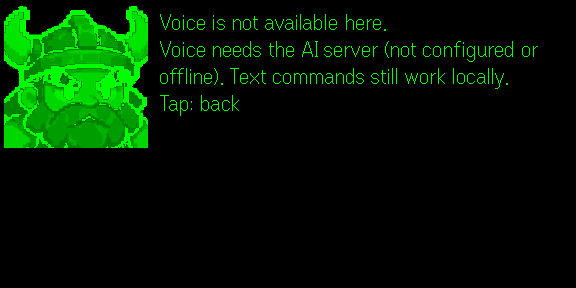 Voice is not available here.
Voice needs the AI server (not configured or
offline). Text commands still work locally.
Tap: back